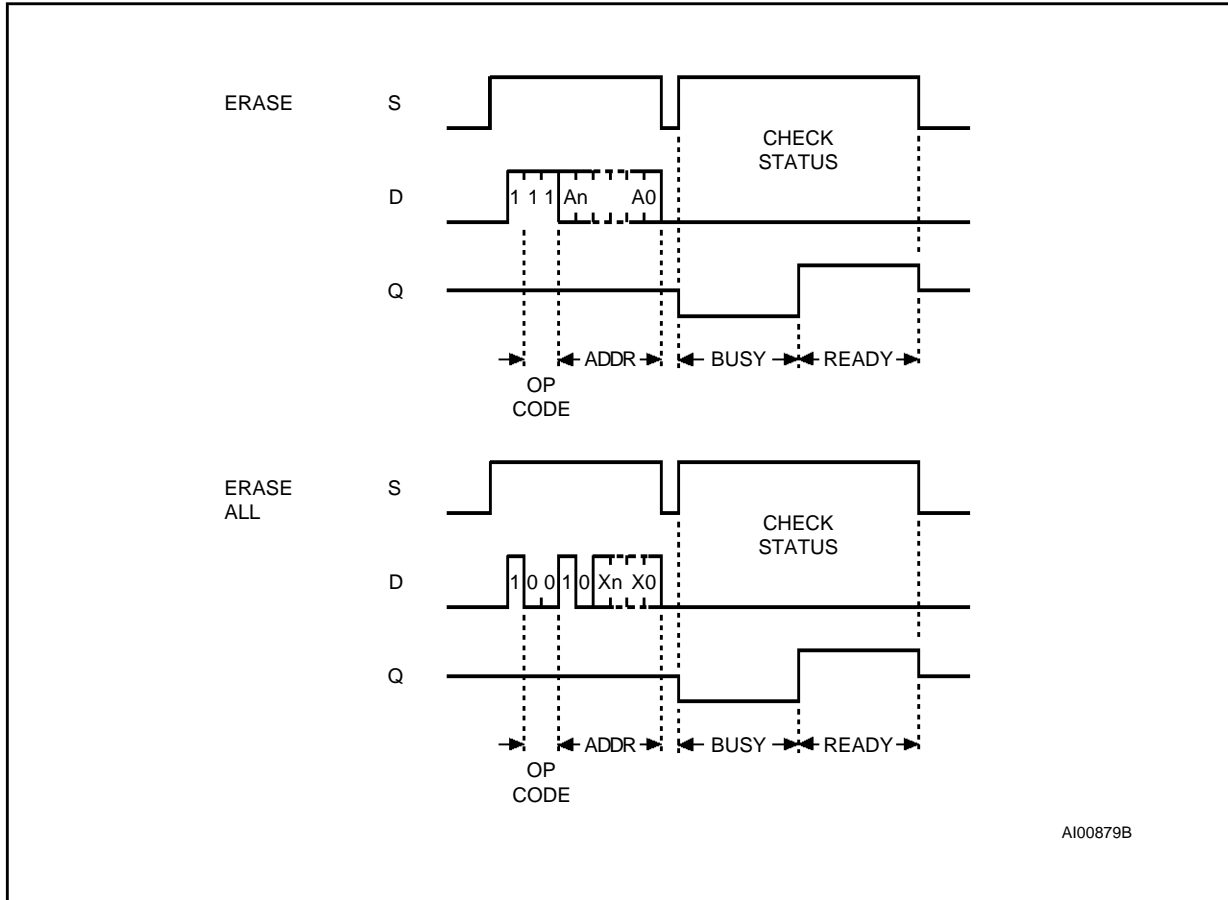 ERASE S
CHECK
STATUS
D 1 1 1 An A0
Q
ADDR BUSY READY
OP
CODE
ERASE
ALL
S
CHECK
STATUS
D 1 0 0 1 0 Xn X0
Q
ADDR BUSY READY
OP
CODE
AI00879B